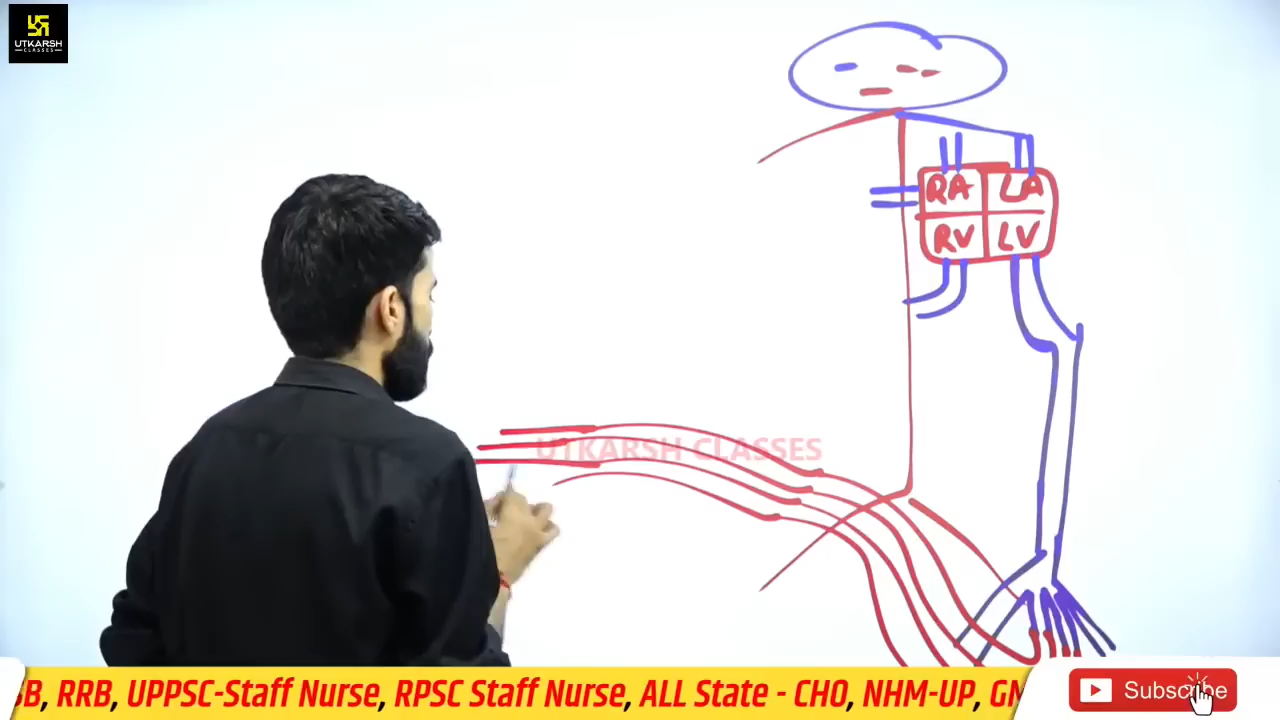 UTKARSH
CLASSES
RA LA
RV LV
UTKARSH CLASSES
SB, RRB, UPPSC-Staff Nurse, RPSC Staff Nurse, ALL State - CHO, NHM-UP,
Subscribe